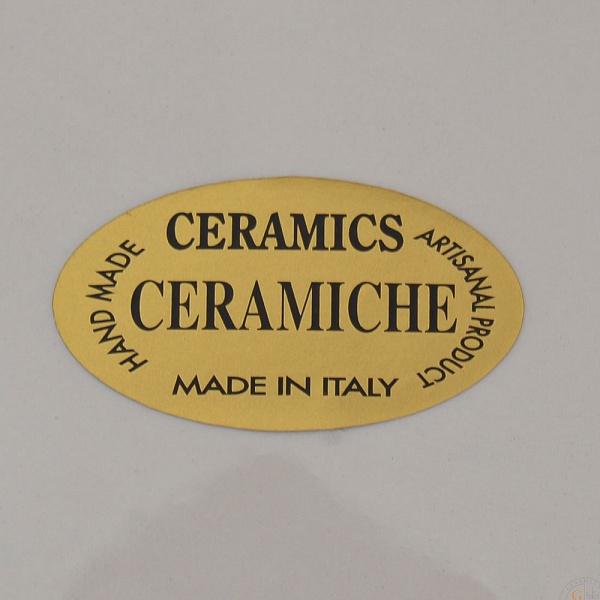 CERAMICS
CERAMICHE
MADE IN ITALY
HAND MADE
ARTISANAL PRODUCT